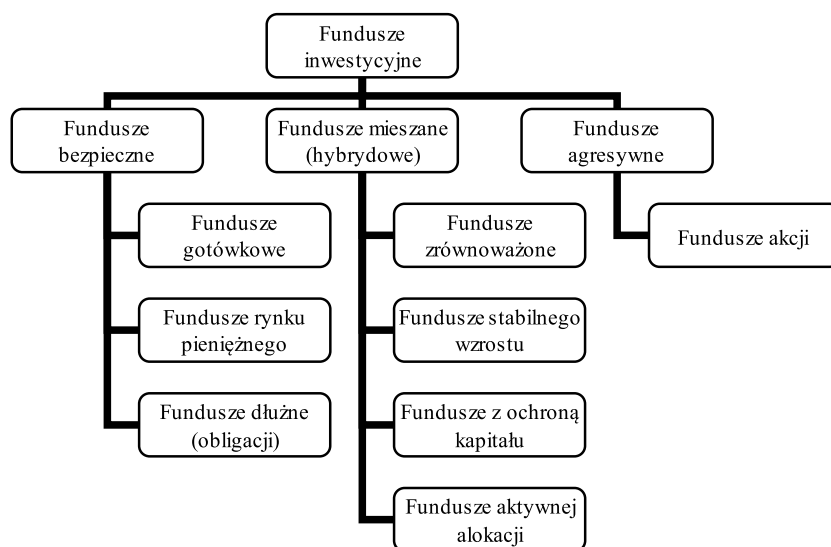 Fundusze
inwestycyjne
Fundusze
bezpieczne
Fundusze mieszane
(hybrydowe)
Fundusze
agresywne
Fundusze
gotówkowe
Fundusze
zrównoważone
Fundusze akcji
Fundusze rynku
pieniężnego
Fundusze stabilnego
wzrostu
Fundusze dłużne
(obligacji)
Fundusze z ochroną
kapitału
Fundusze aktywnej
alokacji